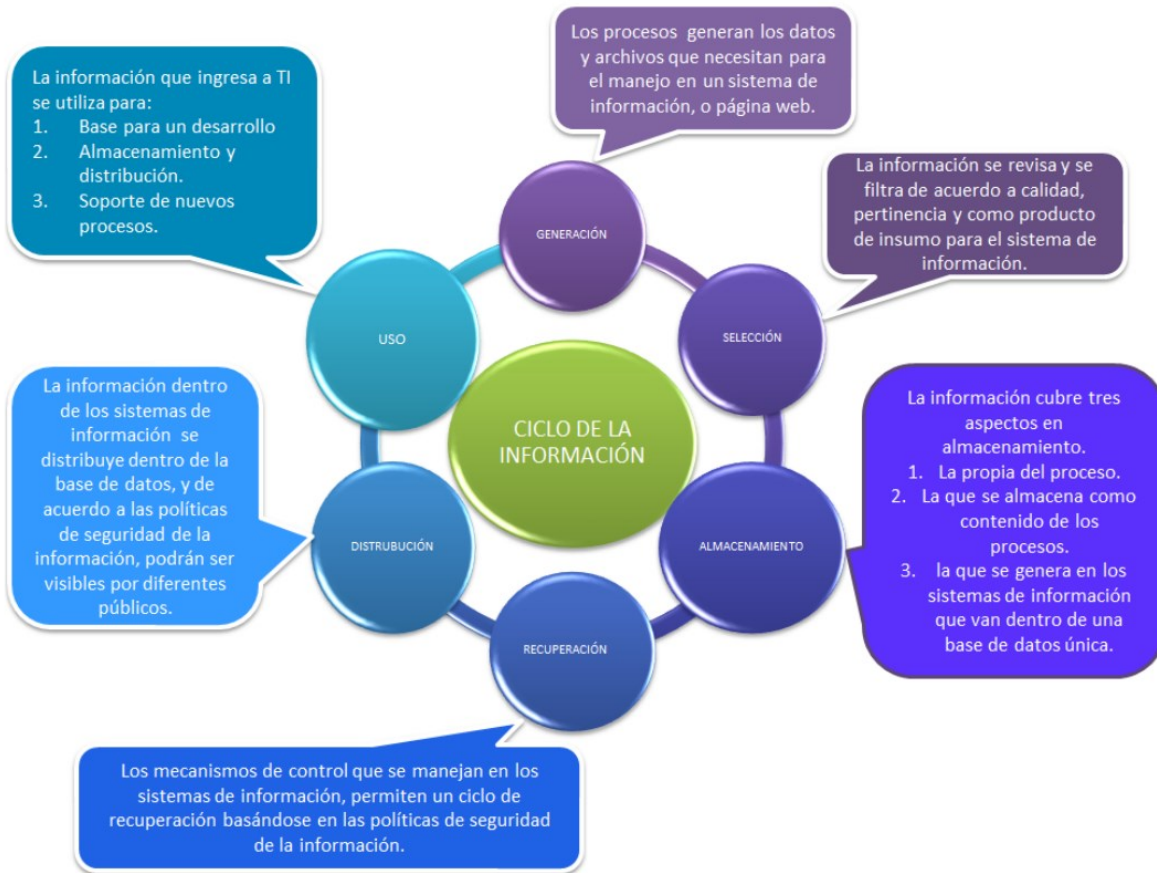 Los procesos generan los datos
y archivos que necesitan para
el manejo en un sistema de
información, o página web.
La información que ingresa a TI
se utiliza para:
1. Base para un desarrollo
2. Almacenamiento y
distribución.
3. Soporte de nuevos
procesos.
La información se revisa y se
filtra de acuerdo a calidad,
pertinencia y como producto
de insumo para el sistema de
información.
GENERACIÓN
SELECCIÓN
USO
CICLO DE LA
INFORMACIÓN
La información dentro
de los sistemas de
información se
distribuye dentro de la
base de datos, y de
acuerdo a las políticas
de seguridad de la
información, podrán ser
visibles por diferentes
públicos.
La información cubre tres
aspectos en
almacenamiento.
1. La propia del proceso.
2. La que se almacena como
contenido de los
procesos.
3. la que se genera en los
sistemas de información
que van dentro de una
base de datos única.
DISTRUBUCIÓN
ALMACENAMIENTO
RECUPERACIÓN
Los mecanismos de control que se manejan en los
sistemas de información, permiten un ciclo de
recuperación basándose en las políticas de seguridad
de la información.